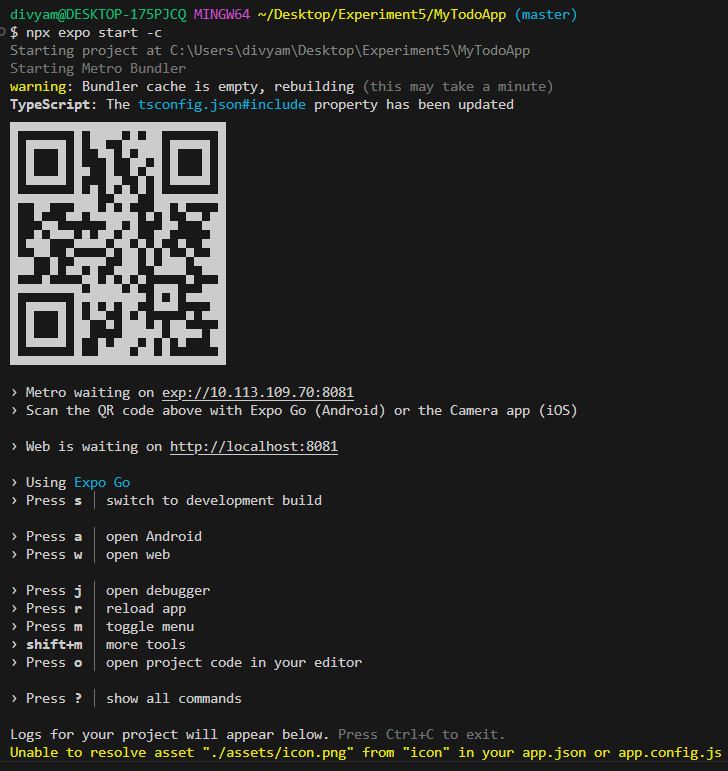 divyam@DESKTOP-175PJCQ MINGW64 ~/Desktop/Experiment5/MyTodoApp (master)
$ npx expo start -c
Starting project at C:\Users\divyam\Desktop\Experiment5\MyTodoApp
Starting Metro Bundler
warning: Bundler cache is empty, rebuilding (this may take a minute)
TypeScript: The tsconfig.json#include property has been updated
› Metro waiting on exp://10.113.109.70:8081
› Scan the QR code above with Expo Go (Android) or the Camera app (iOS)
› Web is waiting on http://localhost:8081
› Using Expo Go
› Press s │ switch to development build
› Press a │ open Android
› Press w │ open web
› Press j │ open debugger
› Press r │ reload app
› Press m │ toggle menu
› shift+m │ more tools
› Press o │ open project code in your editor
› Press ? │ show all commands
Logs for your project will appear below. Press Ctrl+C to exit.
Unable to resolve asset "./assets/icon.png" from "icon" in your app.json or app.config.js